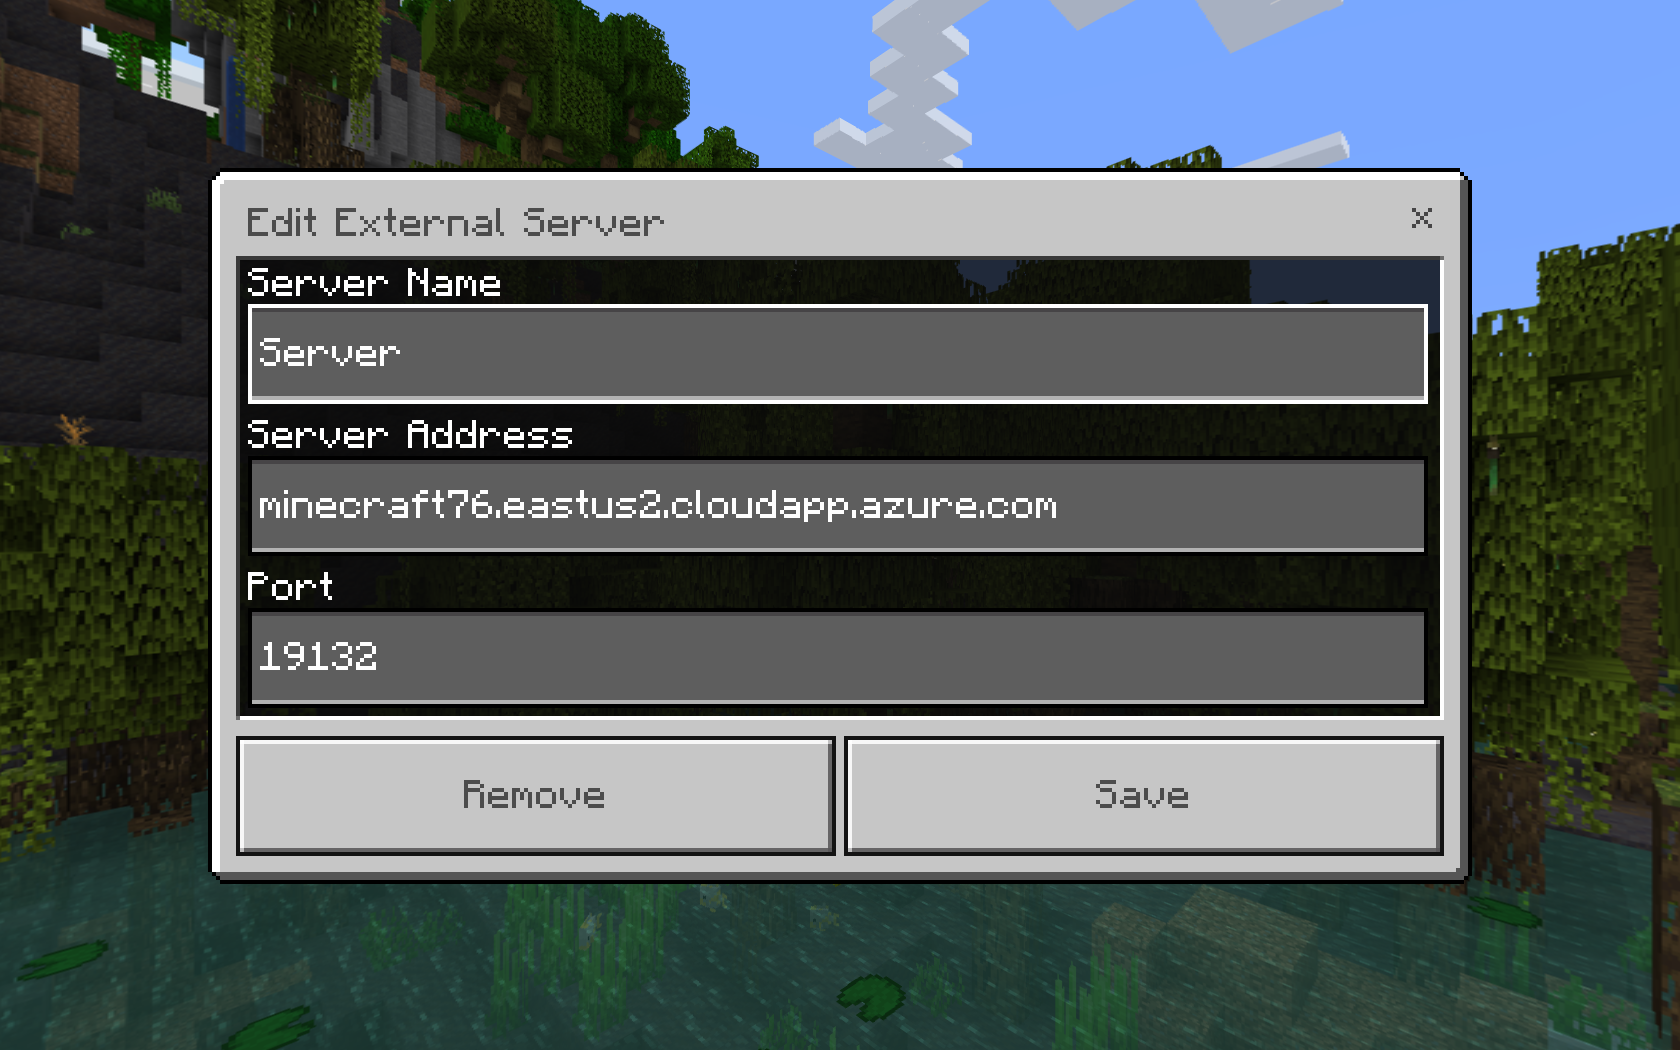 Edit External Server
Server Name
Server
Server Address
minecraft76.eastus2.cloudapp.azure.com
Port
19132
Remove
Save